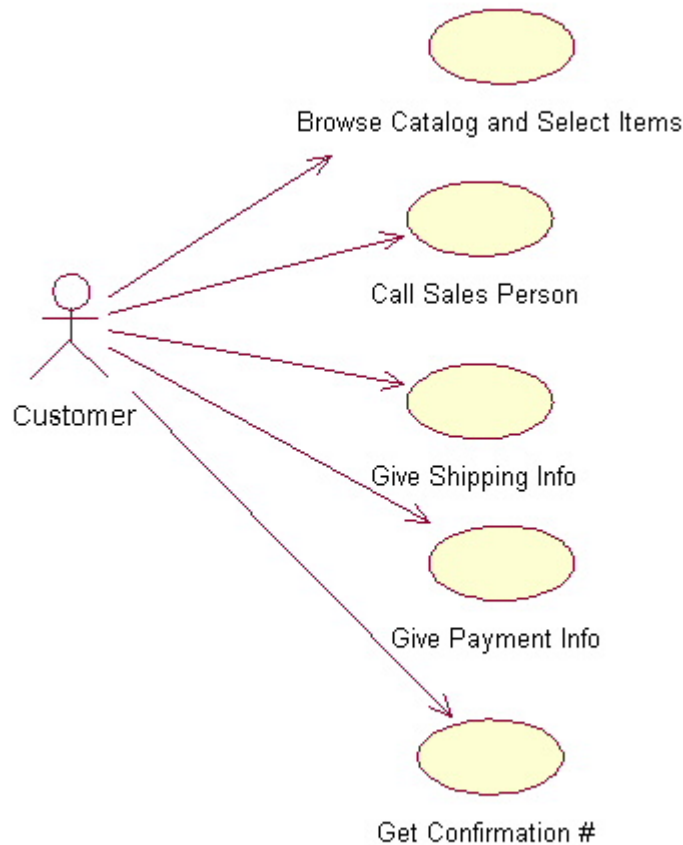 Browse Catalog and Select Items
Call Sales Person
Customer
Give Shipping Info
Give Payment Info
Get Confirmation #